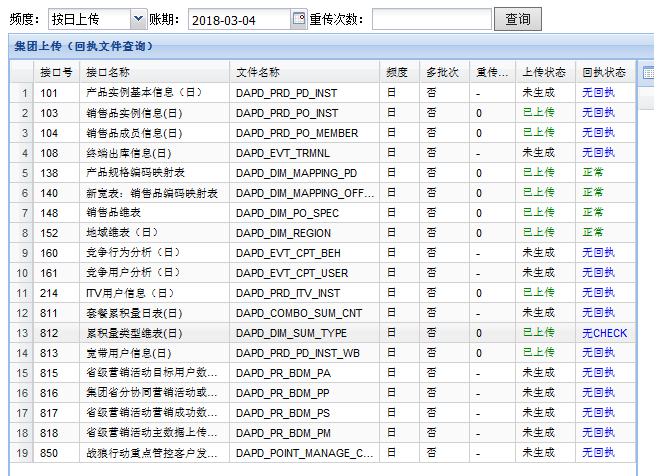 频度： 按日上传 账期： 2018-03-04 重传次数： 查询
集团上传（回执文件查询）
接口号 接口名称 文件名称 频度 多批次 重传... 上传状态 回执状态
1 101 产品实例基本信息（日） DAPD_PRD_PD_INST 日 否 - 未生成 无回执
2 103 销售品实例信息(日) DAPD_PRD_PO_INST 日 否 0 已上传 无回执
3 104 销售品成员信息(日) DAPD_PRD_PO_MEMBER 日 否 0 已上传 无回执
4 108 终端出库信息(日) DAPD_EVT_TRMNL 日 否 - 未生成 无回执
5 138 产品规格编码映射表 DAPD_DIM_MAPPING_PD 日 否 0 已上传 正常
6 140 新宽表：销售品编码映射表 DAPD_DIM_MAPPING_OFF... 日 否 0 已上传 正常
7 148 销售品维表 DAPD_DIM_PO_SPEC 日 否 0 已上传 正常
8 152 地域维表（日） DAPD_DIM_REGION 日 否 0 已上传 正常
9 160 竞争行为分析（日） DAPD_EVT_CPT_BEH 日 否 - 未生成 无回执
10 161 竞争用户分析（日） DAPD_EVT_CPT_USER 日 否 - 未生成 无回执
11 214 ITV用户信息（日） DAPD_PRD_ITV_INST 日 否 0 已上传 无回执
12 811 套餐累积量日表(日) DAPD_COMBO_SUM_CNT 日 否 - 未生成 无回执
13 812 累积量类型维表(日) DAPD_DIM_SUM_TYPE 日 否 0 已上传 无CHECK
14 813 宽带用户信息(日) DAPD_PRD_PD_INST_WB 日 否 0 已上传 无回执
15 815 省级营销活动目标用户数... DAPD_PR_BDM_PA 日 否 - 未生成 无回执
16 816 集团省分协同营销活动或... DAPD_PR_BDM_PP 日 否 - 未生成 无回执
17 817 省级营销活动营销成功数... DAPD_PR_BDM_PS 日 否 - 未生成 无回执
18 818 省级营销活动主数据上传... DAPD_PR_BDM_PM 日 否 - 未生成 无回执
19 850 战狼行动重点管控客户发... DAPD_POINT_MANAGE_C... 日 否 - 未生成 无回执